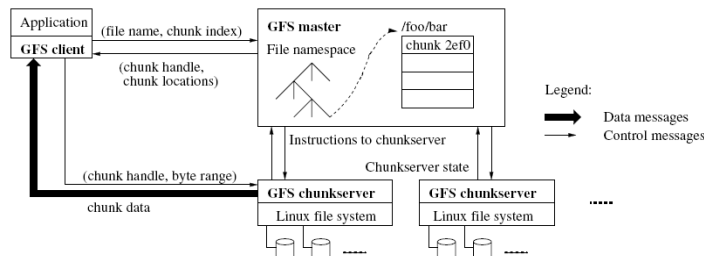 Application
GFS client
(file name, chunk index)
(chunk handle,
chunk locations)
GFS master
File namespace
/foo/bar
chunk 2ef0
Legend:
Data messages
Control messages
Instructions to chunkserver
Chunkserver state
(chunk handle, byte range)
chunk data
GFS chunkserver
Linux file system
GFS chunkserver
Linux file system